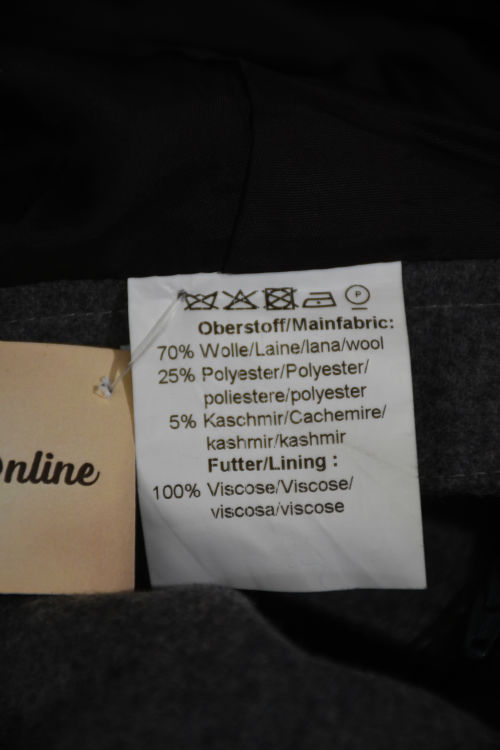 P
Oberstoff/Mainfabric:
70% Wolle/Laine/lana/wool
25% Polyester/Polyester/
poliestere/polyester
5% Kaschmir/Cachemire/
kashmir/kashmir
Futter/Lining :
100% Viscose/Viscose/
viscosa/viscose
Online